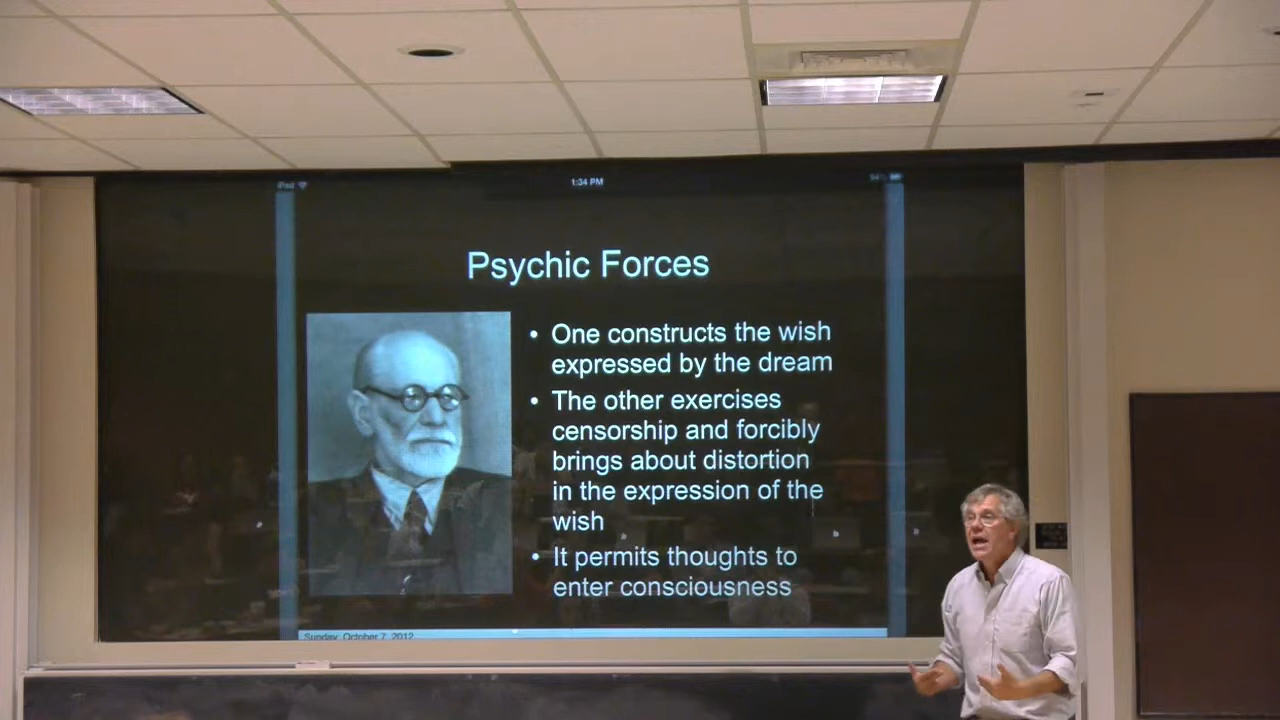 iPad 1:34 PM 94%
Psychic Forces
• One constructs the wish
expressed by the dream
• The other exercises
censorship and forcibly
brings about distortion
in the expression of the
wish
• It permits thoughts to
enter consciousness
Sunday, October 7, 2012